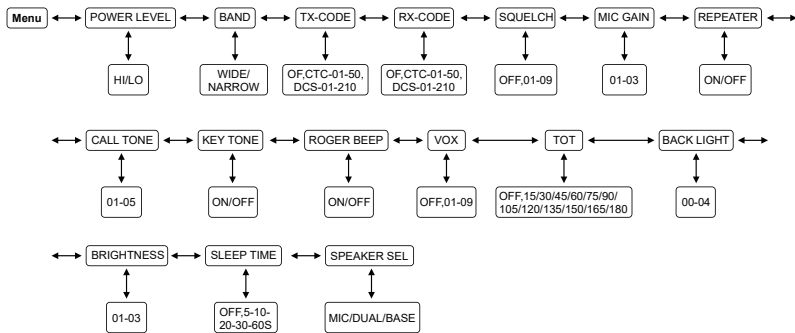 Menu POWER LEVEL BAND TX-CODE RX-CODE SQUELCH MIC GAIN REPEATER
HI/LO WIDE/ OF,CTC-01-50, OF,CTC-01-50, OFF,01-09 01-03 ON/OFF
NARROW DCS-01-210 DCS-01-210
CALL TONE KEY TONE ROGER BEEP VOX TOT BACK LIGHT
01-05 ON/OFF ON/OFF OFF,01-09 OFF,15/30/45/60/75/90/ 00-04
105/120/135/150/165/180
BRIGHTNESS SLEEP TIME SPEAKER SEL
01-03 OFF,5-10- MIC/DUAL/BASE
20-30-60S